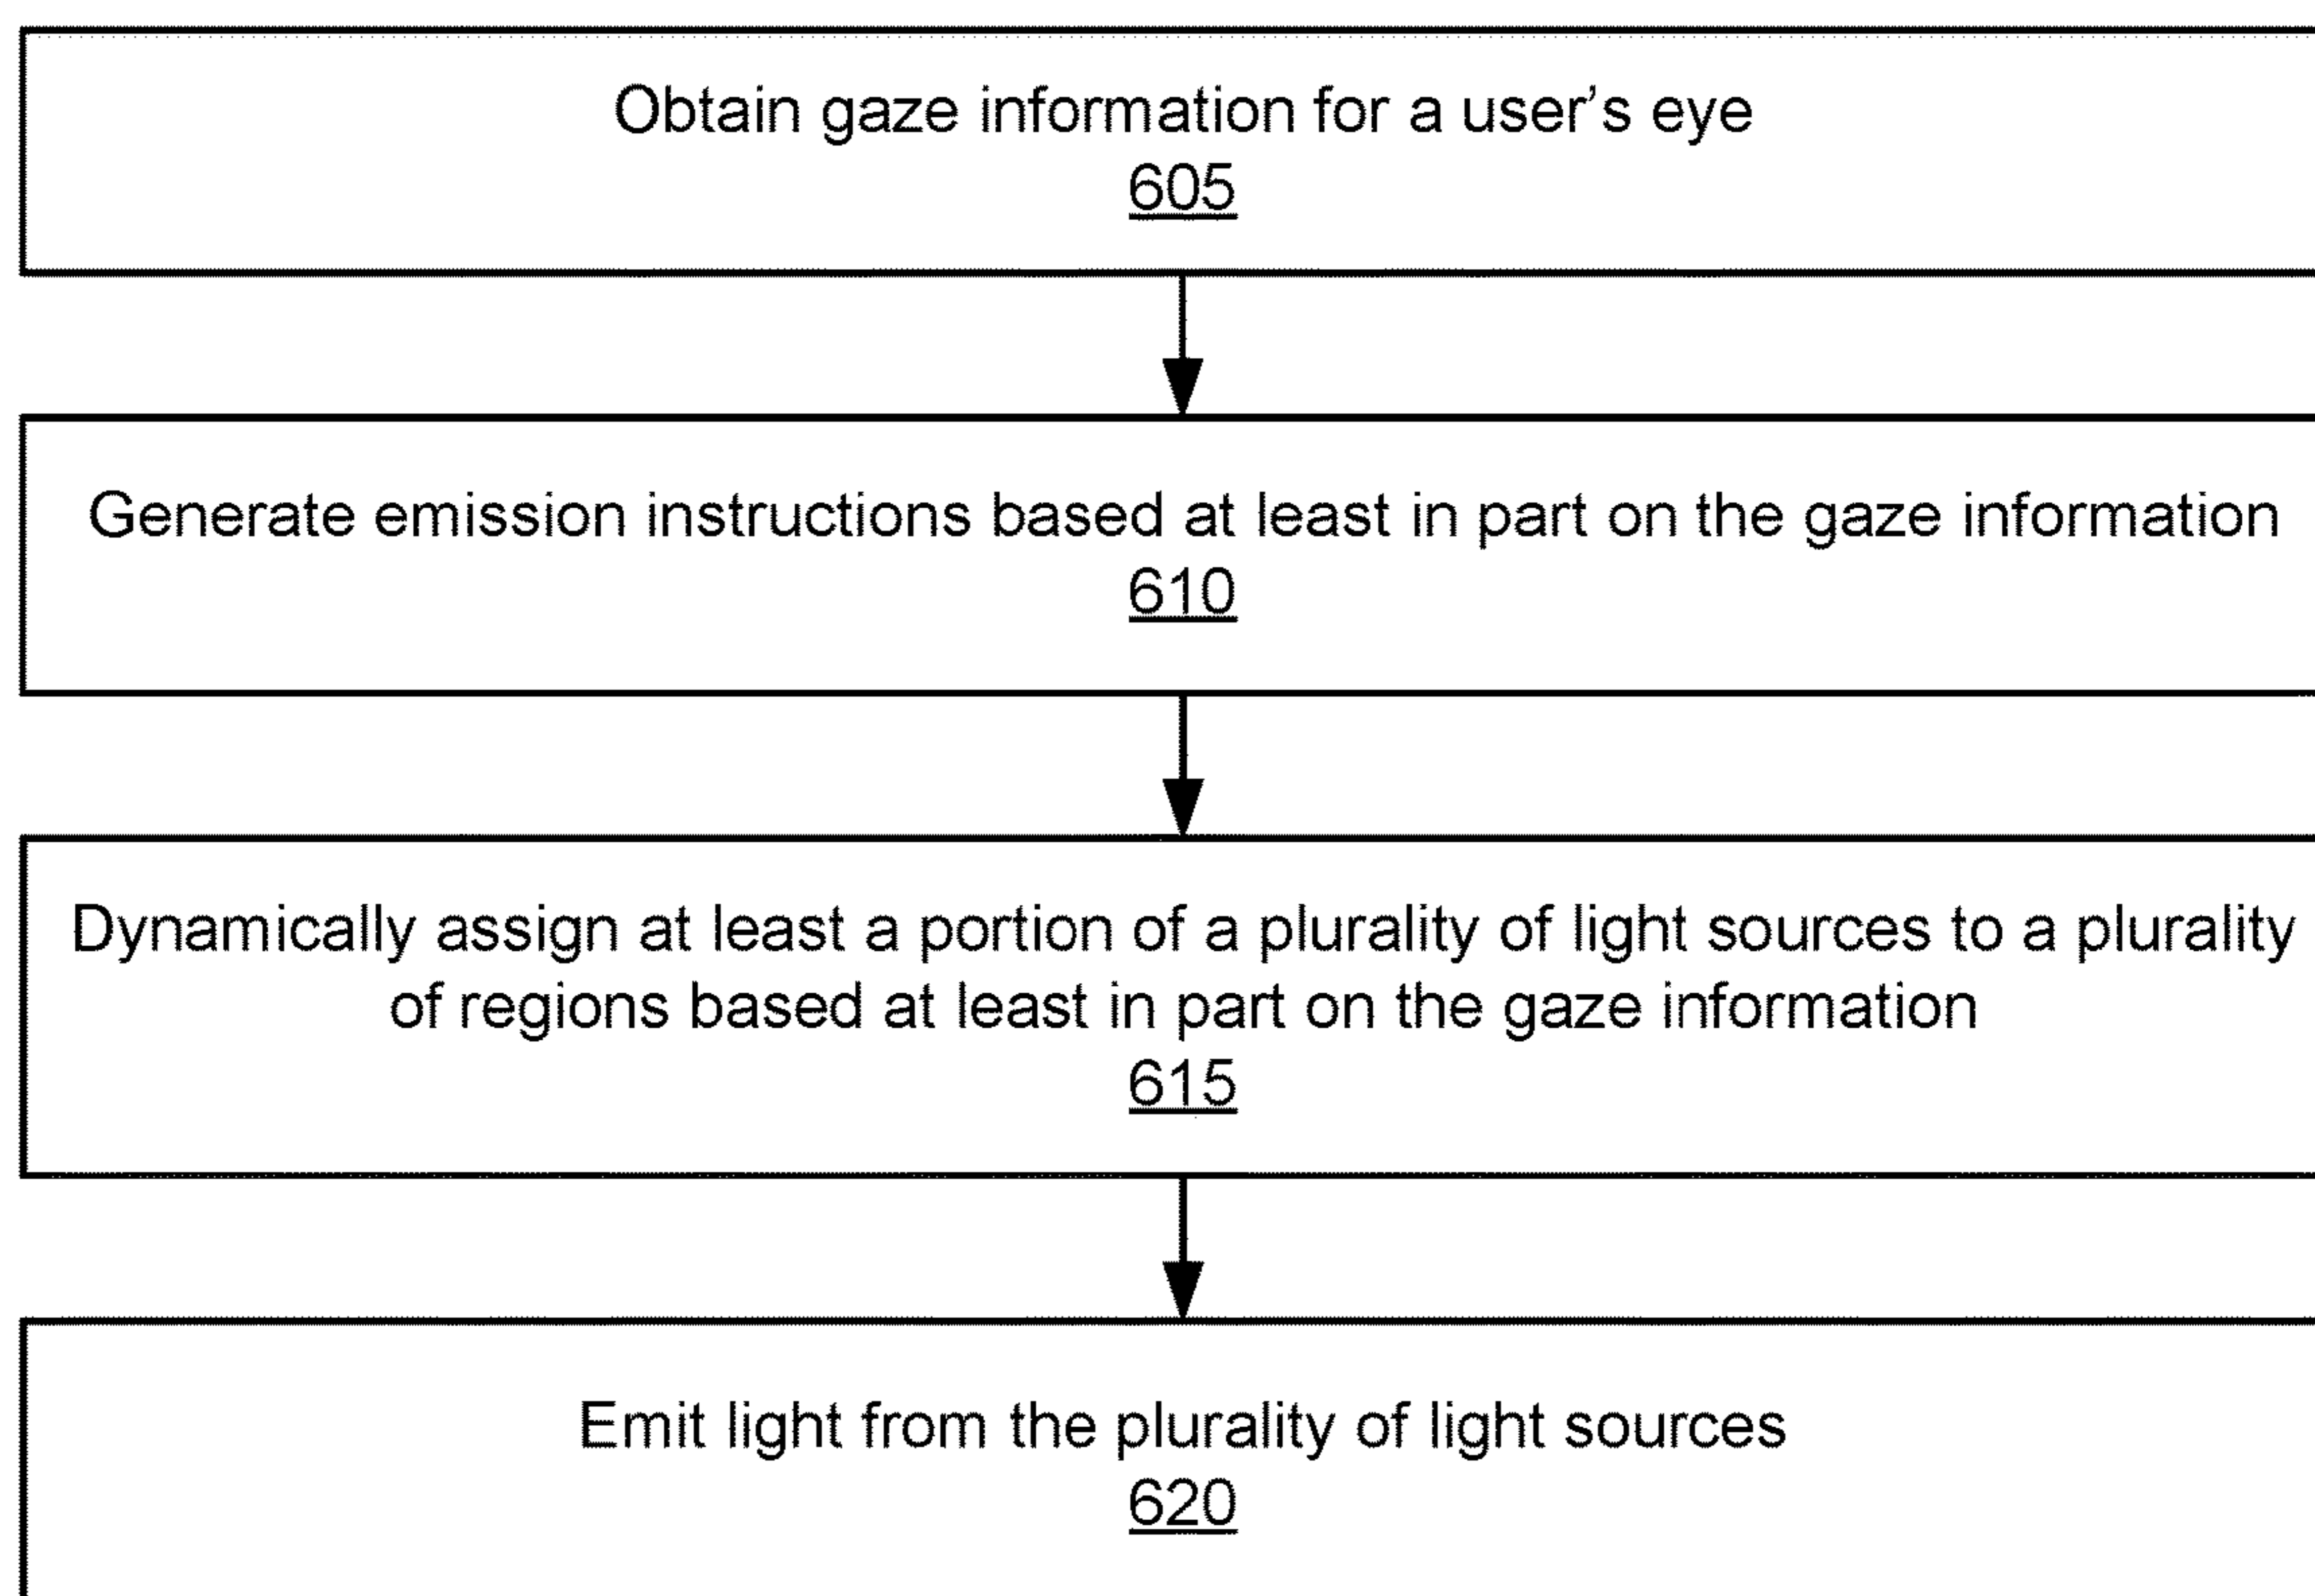 Obtain gaze information for a user's eye
605
Generate emission instructions based at least in part on the gaze information
610
Dynamically assign at least a portion of a plurality of light sources to a plurality
of regions based at least in part on the gaze information
615
Emit light from the plurality of light sources
620